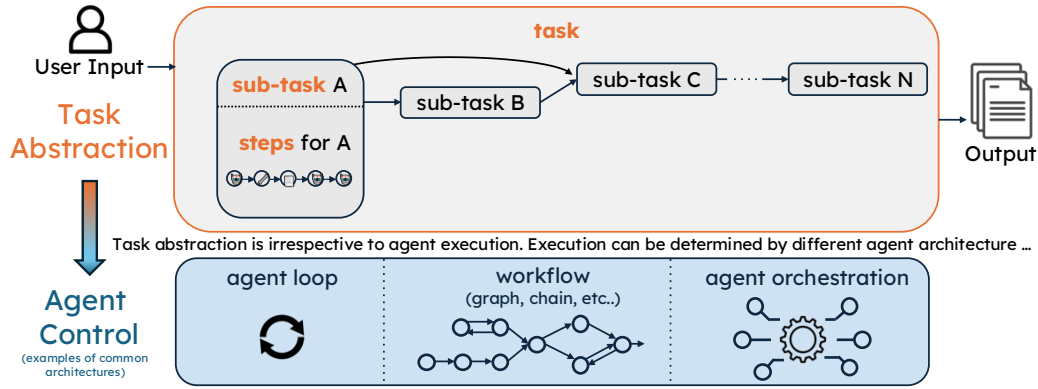 task
User Input
sub-task A
sub-task B
sub-task C
sub-task N
steps for A
Output
Task
Abstraction
Task abstraction is irrespective to agent execution. Execution can be determined by different agent architecture ...
Agent
Control
(examples of common
architectures)
agent loop
workflow
(graph, chain, etc..)
agent orchestration